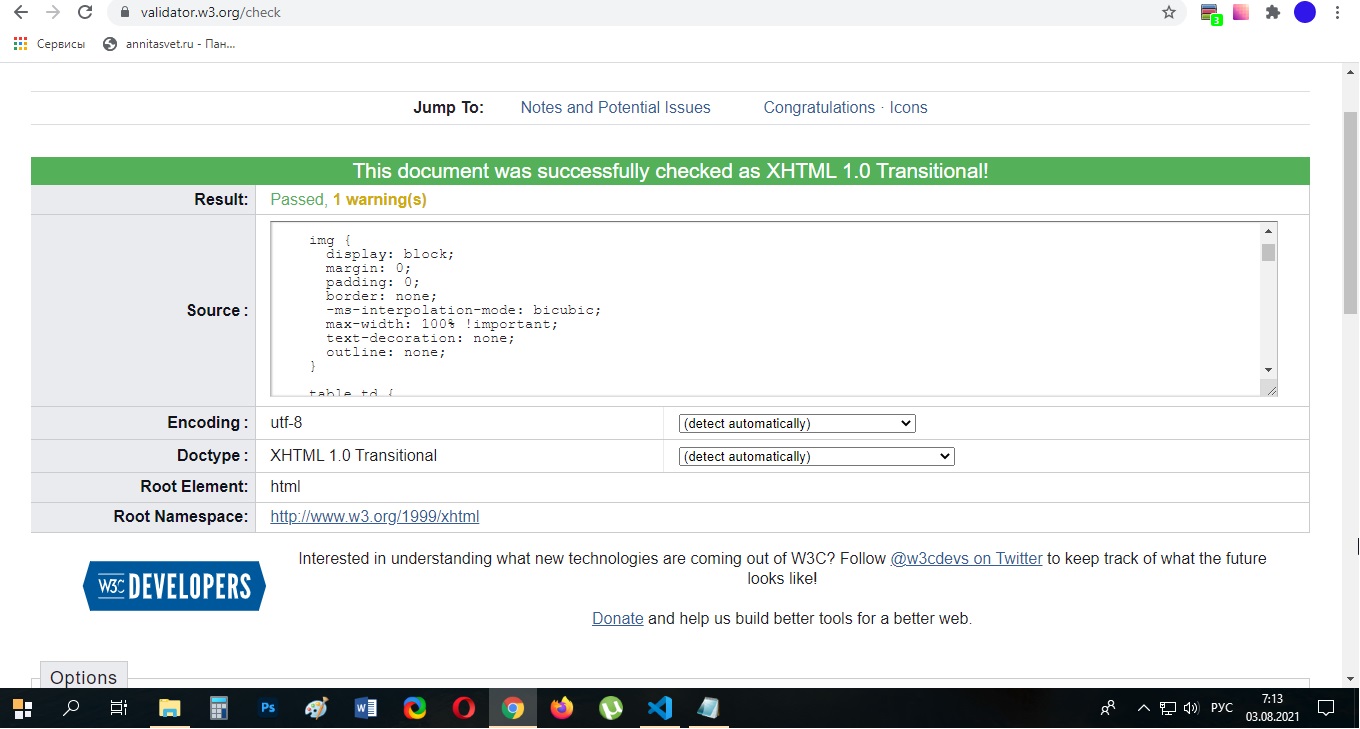 validator.w3.org/check
3
Сервисы
annitasvet.ru - Пан...
Jump To: Notes and Potential Issues Congratulations · Icons
This document was successfully checked as XHTML 1.0 Transitional!
Result: Passed, 1 warning(s)
Source :
img {
display: block;
margin: 0;
padding: 0;
border: none;
-ms-interpolation-mode: bicubic;
max-width: 100% !important;
text-decoration: none;
outline: none;
}
table td {
Encoding : utf-8 (detect automatically)
Doctype : XHTML 1.0 Transitional (detect automatically)
Root Element: html
Root Namespace: http://www.w3.org/1999/xhtml
W3C DEVELOPERS
Interested in understanding what new technologies are coming out of W3C? Follow @w3cdevs on Twitter to keep track of what the future
looks like!
Donate and help us build better tools for a better web.
Options
Ps
W
РУС
7:13
03.08.2021